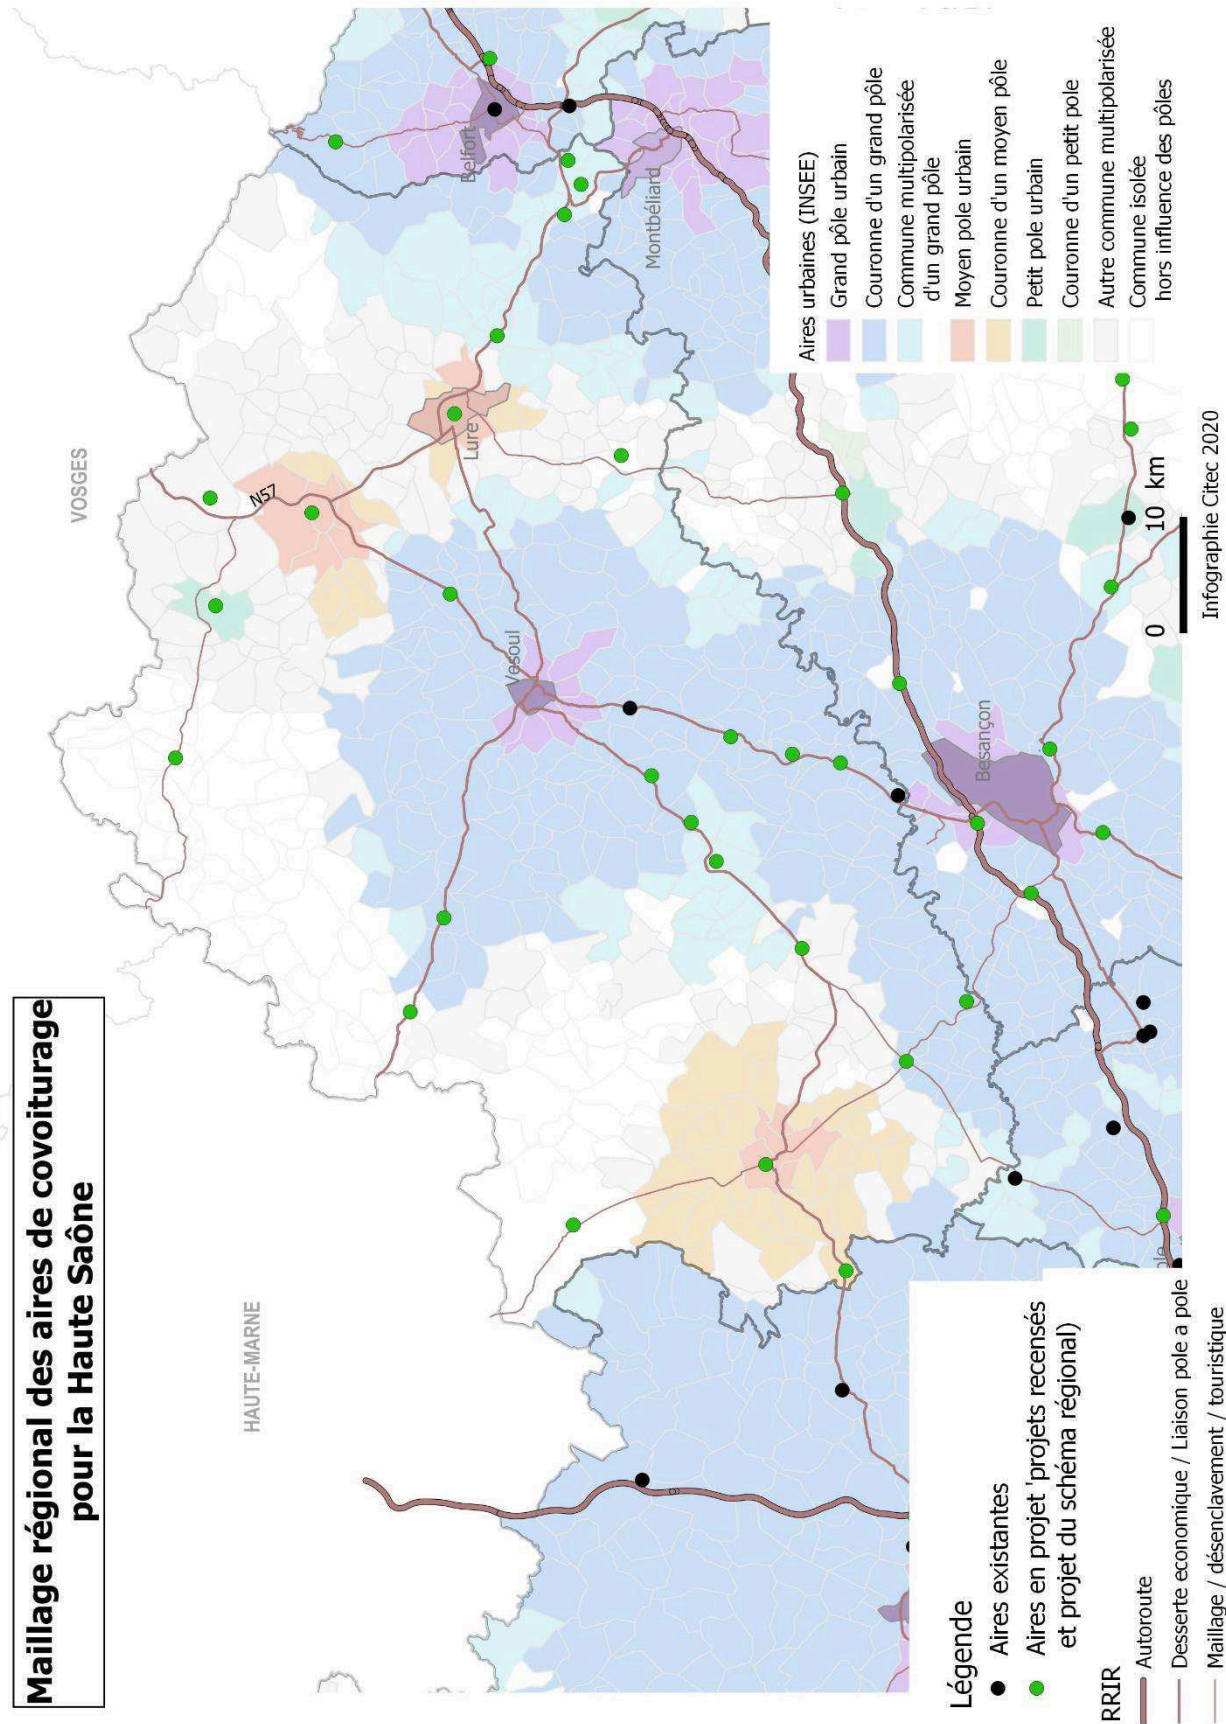 Maillage régional des aires de covoiturage
pour la Haute Saône
HAUTE-MARNE
VOSGES
N57
Lure
Vesoul
Belfort
Montbéliard
Besançon
Légende
Aires existantes
Aires en projet 'projets recensés
et projet du schéma régional)
RRIR
Autoroute
Desserte economique / Liaison pole a pole
Maillage / désenclavement / touristique
Aires urbaines (INSEE)
Grand pôle urbain
Couronne d'un grand pôle
Commune multipolarisée
d'un grand pôle
Moyen pole urbain
Couronne d'un moyen pôle
Petit pole urbain
Couronne d'un petit pole
Autre commune multipolarisée
Commune isolée
hors influence des pôles
0 10 km
Infographie Citec 2020